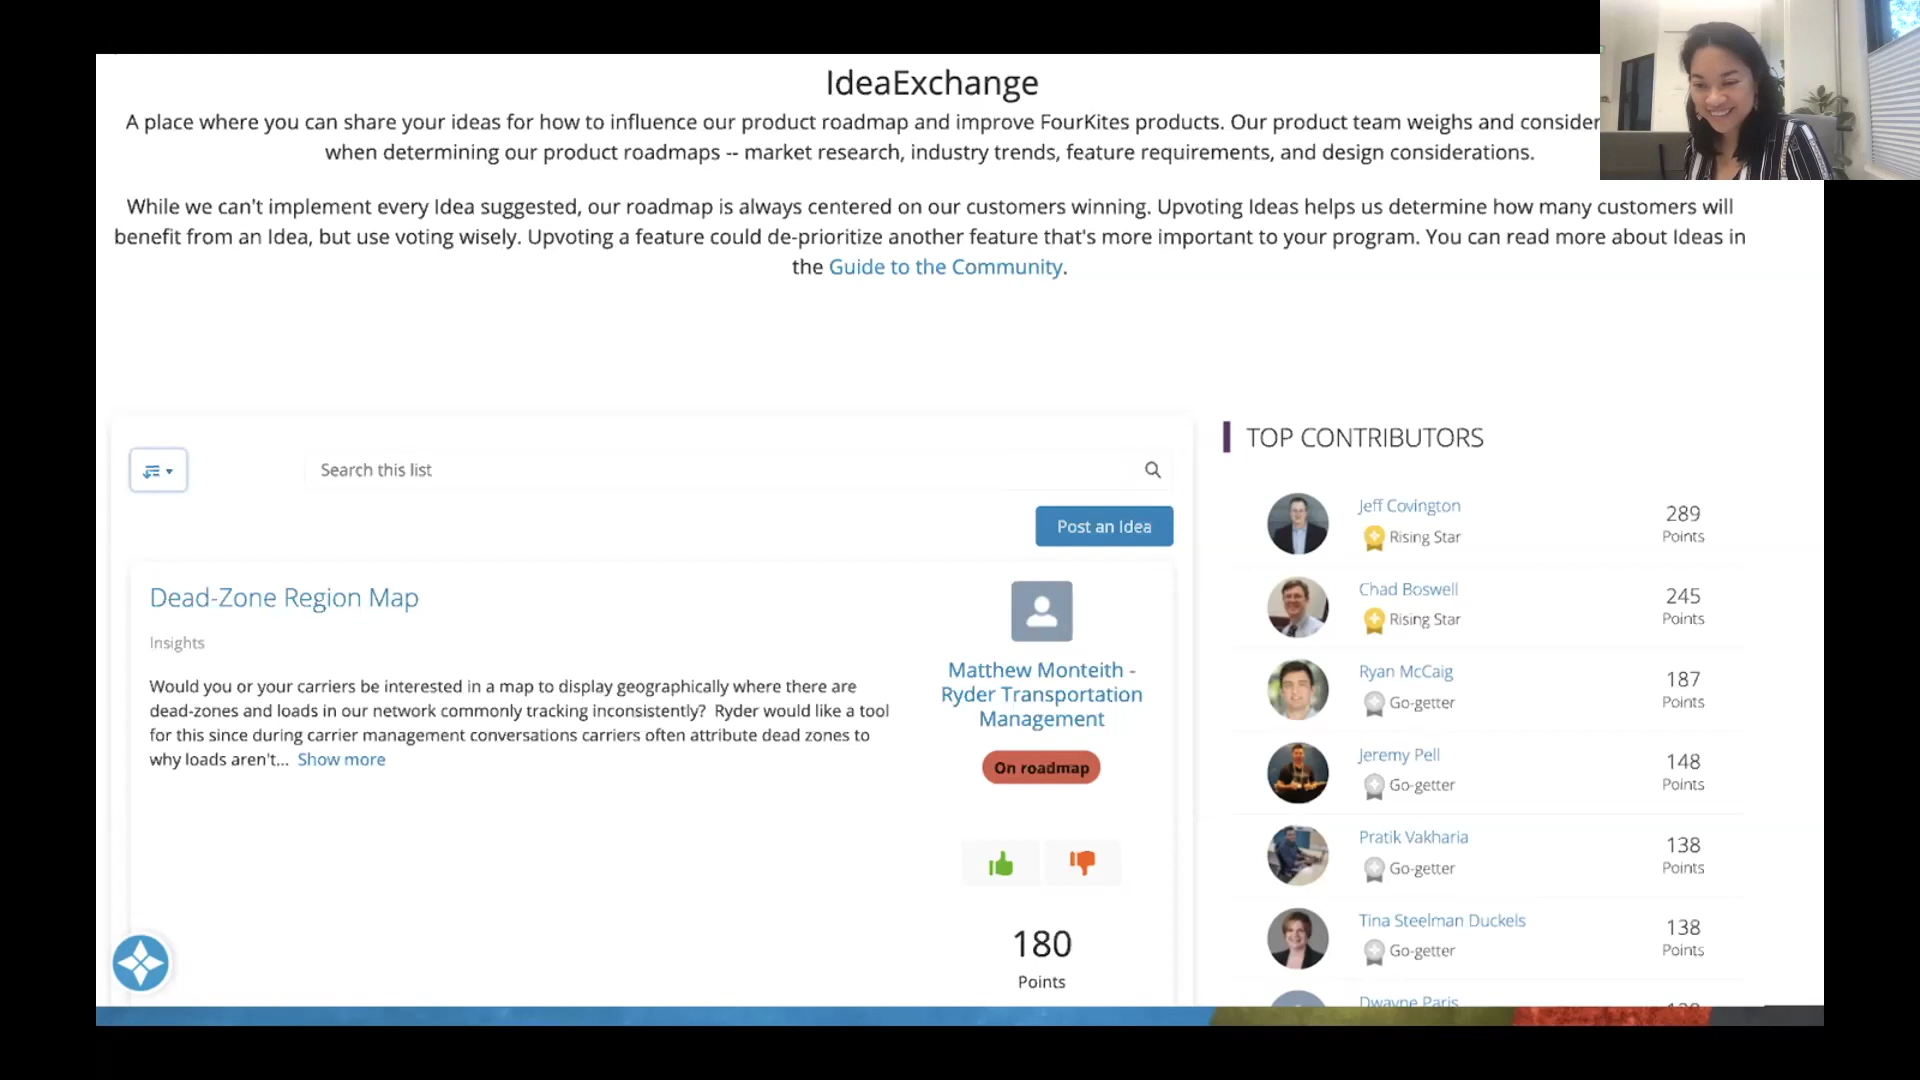 IdeaExchange
A place where you can share your ideas for how to influence our product roadmap and improve FourKites products. Our product team weighs and consider
when determining our product roadmaps -- market research, industry trends, feature requirements, and design considerations.
While we can't implement every Idea suggested, our roadmap is always centered on our customers winning. Upvoting Ideas helps us determine how many customers will
benefit from an Idea, but use voting wisely. Upvoting a feature could de-prioritize another feature that's more important to your program. You can read more about Ideas in
the Guide to the Community.
Search this list
Post an Idea
Dead-Zone Region Map
Insights
Would you or your carriers be interested in a map to display geographically where there are
dead-zones and loads in our network commonly tracking inconsistently? Ryder would like a tool
for this since during carrier management conversations carriers often attribute dead zones to
why loads aren't... Show more
Matthew Monteith -
Ryder Transportation
Management
On roadmap
180
Points
TOP CONTRIBUTORS
Jeff Covington
Rising Star
289
Points
Chad Boswell
Rising Star
245
Points
Ryan McCaig
Go-getter
187
Points
Jeremy Pell
Go-getter
148
Points
Pratik Vakharia
Go-getter
138
Points
Tina Steelman Duckels
Go-getter
138
Points
Dwayne Paris